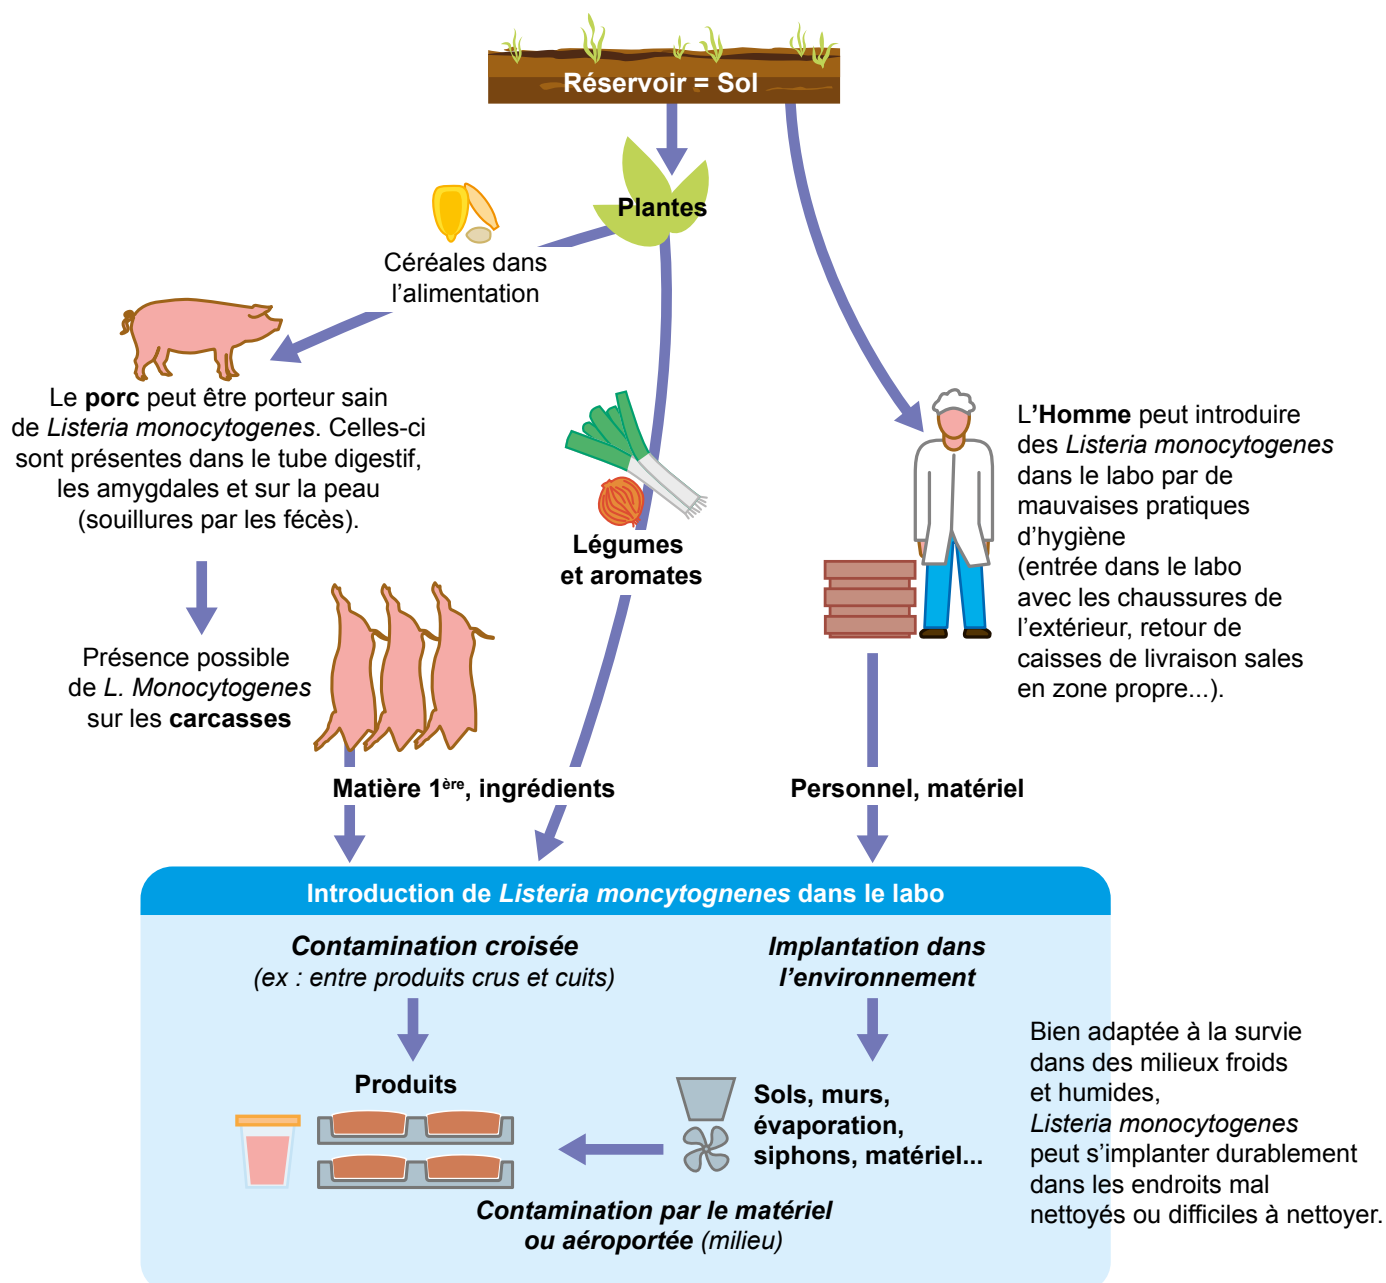 Réservoir = Sol
Plantes
Céréales dans
l’alimentation
Le porc peut être porteur sain
de Listeria monocytogenes. Celles-ci
sont présentes dans le tube digestif,
les amygdales et sur la peau
(souillures par les fécès).
Légumes
et aromates
L’Homme peut introduire
des Listeria monocytogenes
dans le labo par de
mauvaises pratiques
d’hygiène
(entrée dans le labo
avec les chaussures de
l’extérieur, retour de
caisses de livraison sales
en zone propre...).
Présence possible
de L. Monocytogenes
sur les carcasses
Matière 1ère, ingrédients
Personnel, matériel
Introduction de Listeria moncytognenes dans le labo
Contamination croisée
(ex : entre produits crus et cuits)
Implantation dans
l’environnement
Produits
Sols, murs,
évaporation,
siphons, matériel...
Contamination par le matériel
ou aéroportée (milieu)
Bien adaptée à la survie
dans des milieux froids
et humides,
Listeria monocytogenes
peut s’implanter durablement
dans les endroits mal
nettoyés ou difficiles à nettoyer.